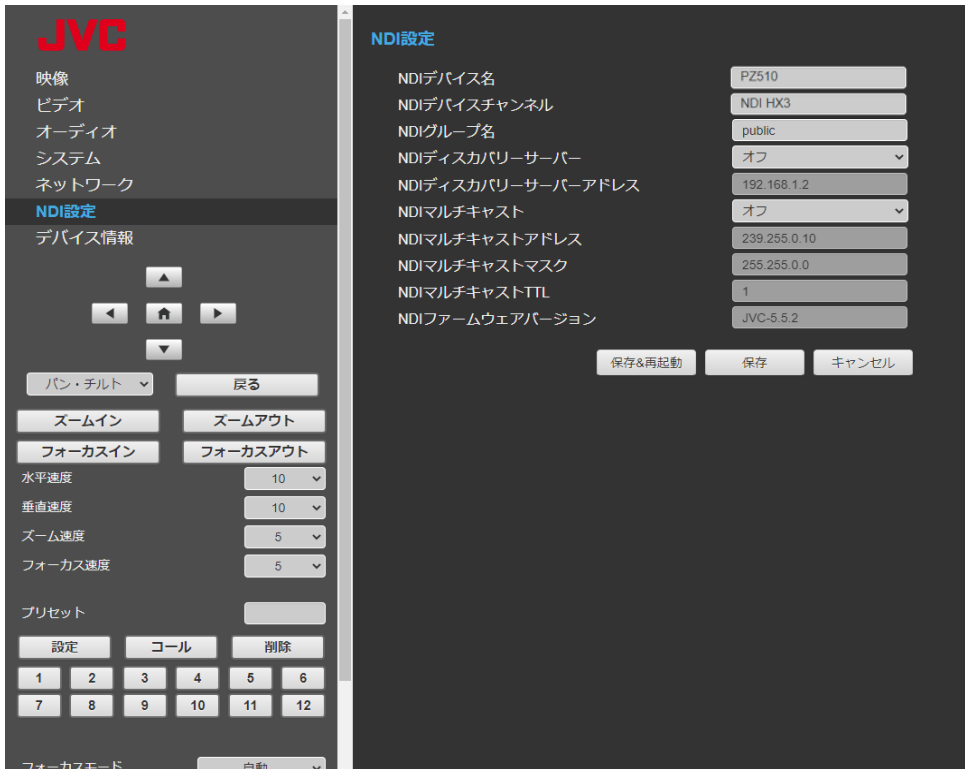 JVC
映像
ビデオ
オーディオ
システム
ネットワーク
NDI設定
デバイス情報
パン・チルト 戻る
ズームイン ズームアウト
フォーカスイン フォーカスアウト
水平速度 10
垂直速度 10
ズーム速度 5
フォーカス速度 5
プリセット
設定 コール 削除
1 2 3 4 5 6
7 8 9 10 11 12
フォーカスモード 自動
NDI設定
NDIデバイス名 PZ510
NDIデバイスチャンネル NDI HX3
NDIグループ名 public
NDIディスカバリーサーバー オフ
NDIディスカバリーサーバーアドレス 192.168.1.2
NDIマルチキャスト オフ
NDIマルチキャストアドレス 239.255.0.10
NDIマルチキャストマスク 255.255.0.0
NDIマルチキャストTTL 1
NDIファームウェアバージョン JVC-5.5.2
保存&再起動 保存 キャンセル